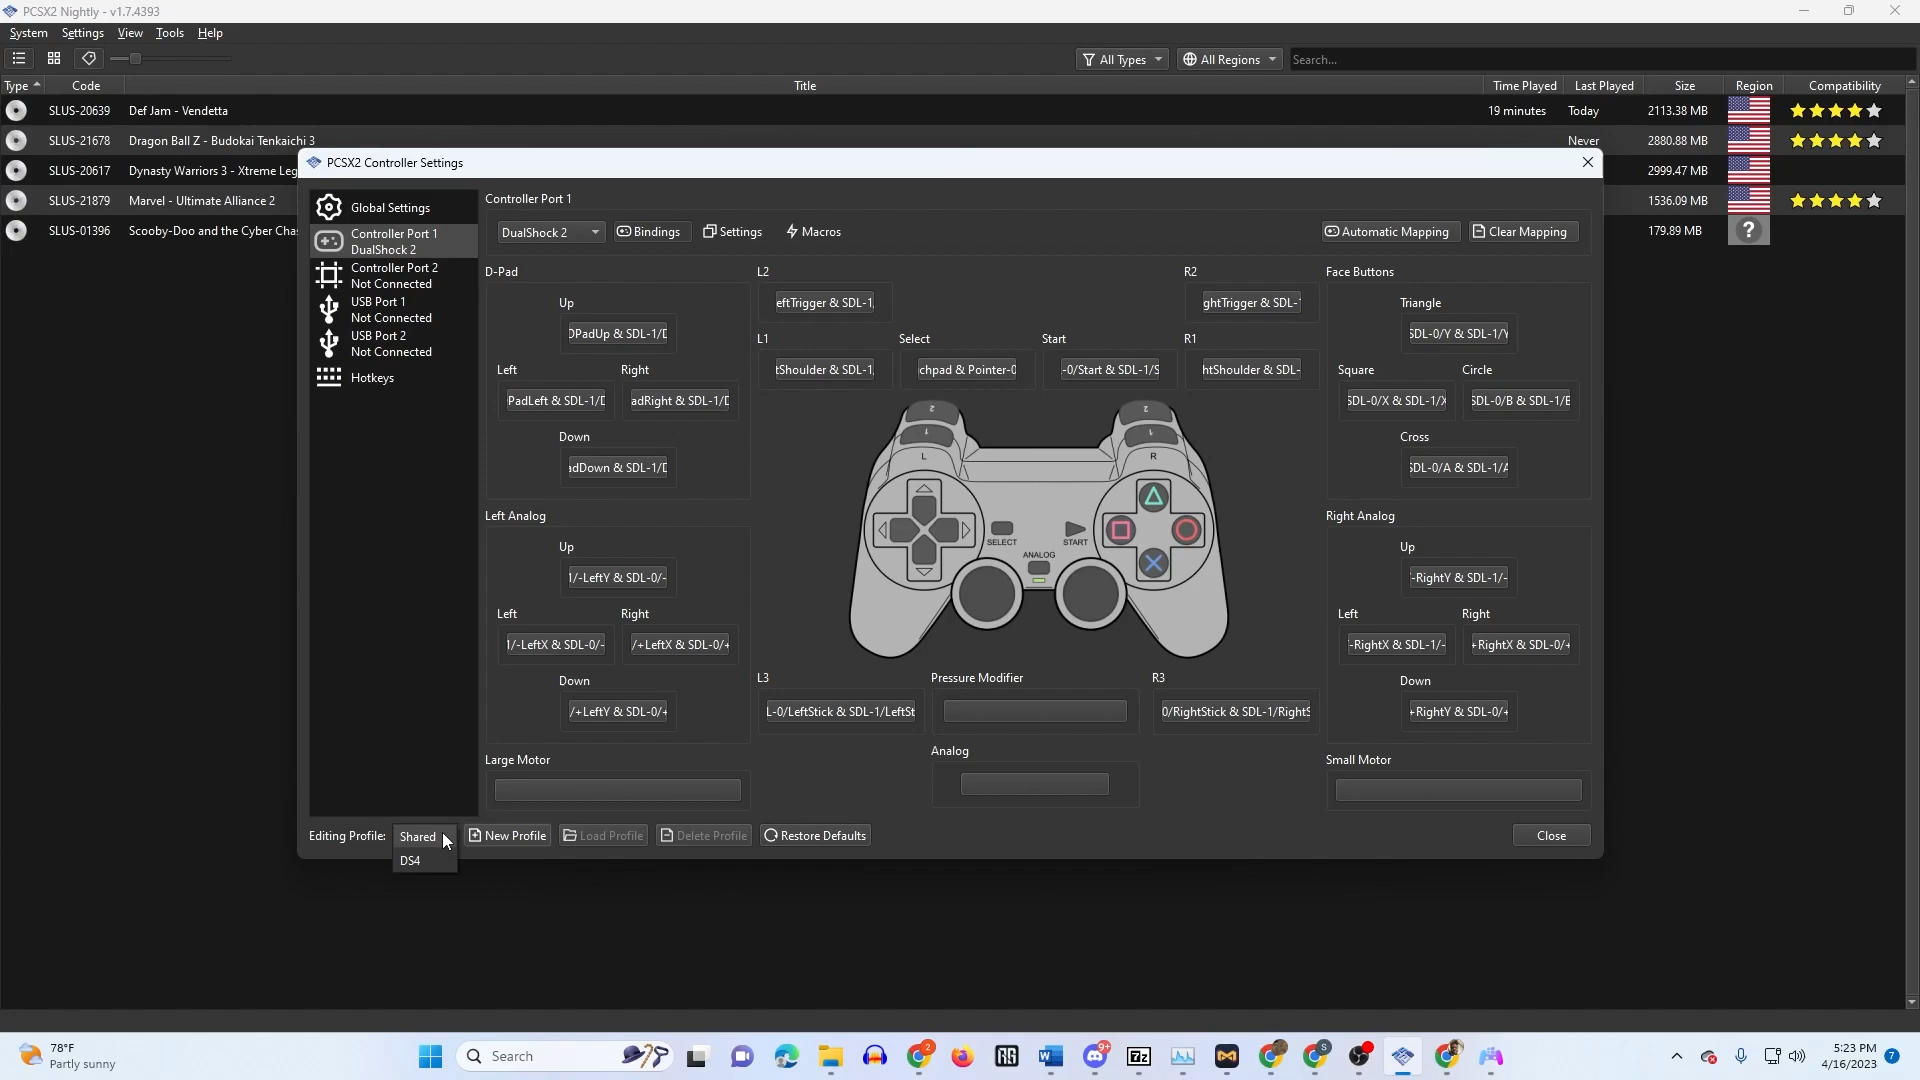 PCSX2 Nightly - v1.7.4393
System Settings View Tools Help
All Types All Regions Search...
Type Code Title Time Played Last Played Size Region Compatibility
SLUS-20639 Def Jam - Vendetta 19 minutes Today 2113.38 MB
SLUS-21678 Dragon Ball Z - Budokai Tenkaichi 3 Never 2880.88 MB
SLUS-20617 Dynasty Warriors 3 - Xtreme Leg 2999.47 MB
SLUS-21879 Marvel - Ultimate Alliance 2 1536.09 MB
SLUS-01396 Scooby-Doo and the Cyber Cha 179.89 MB ?
PCSX2 Controller Settings
Global Settings
Controller Port 1
DualShock 2
Controller Port 2
Not Connected
USB Port 1
Not Connected
USB Port 2
Not Connected
Hotkeys
Controller Port 1
DualShock 2 Bindings Settings Macros Automatic Mapping Clear Mapping
D-Pad
Up
DPadUp & SDL-1/D
Left Right
PadLeft & SDL-1/D adRight & SDL-1/D
Down
adDown & SDL-1/D
L2 R2
eftTrigger & SDL-1, ghtTrigger & SDL-1
L1 Select Start R1
tShoulder & SDL-1, chpad & Pointer-0 -0/Start & SDL-1/S htShoulder & SDL-
Face Buttons
Triangle
SDL-0/Y & SDL-1/Y
Square Circle
SDL-0/X & SDL-1/X SDL-0/B & SDL-1/B
Cross
SDL-0/A & SDL-1/A
2 2
1 1
L R
SELECT START
ANALOG
Left Analog
Up
1/-LeftY & SDL-0/-
Left Right
1/-LeftX & SDL-0/- /+LeftX & SDL-0/+
Down
/+LeftY & SDL-0/+
Right Analog
Up
-RightY & SDL-1/-
Left Right
-RightX & SDL-1/- +RightX & SDL-0/+
Down
+RightY & SDL-0/+
L3 Pressure Modifier R3
L-0/LeftStick & SDL-1/LeftSt 0/RightStick & SDL-1/RightS
Large Motor Analog Small Motor
Editing Profile: Shared New Profile Load Profile Delete Profile Restore Defaults Close
DS4
78°F
Partly sunny
Search
2
RG
W
9+
7z
S
5:23 PM
4/16/2023
7